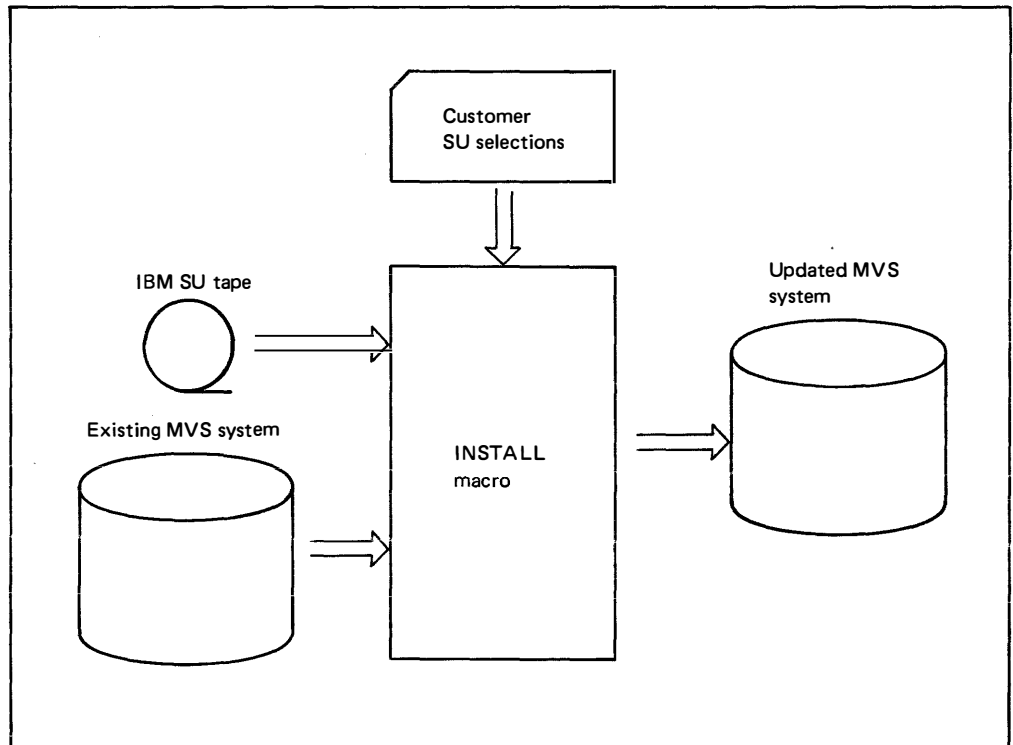 Customer
SU selections
IBM SU tape
Updated MVS
system
Existing MVS system
INSTALL
macro